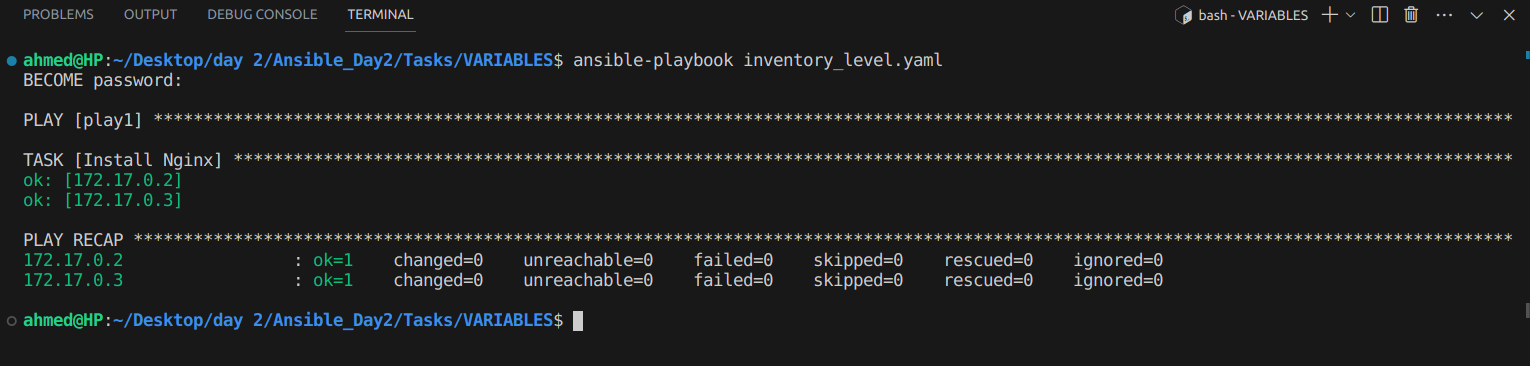 PROBLEMS OUTPUT DEBUG CONSOLE TERMINAL bash - VARIABLES
ahmed@HP:~/Desktop/day 2/Ansible_Day2/Tasks/VARIABLES$ ansible-playbook inventory_level.yaml
BECOME password:
PLAY [play1] ****************************************************************************************************************************************
TASK [Install Nginx] ********************************************************************************************************************************
ok: [172.17.0.2]
ok: [172.17.0.3]
PLAY RECAP ******************************************************************************************************************************************
172.17.0.2 : ok=1 changed=0 unreachable=0 failed=0 skipped=0 rescued=0 ignored=0
172.17.0.3 : ok=1 changed=0 unreachable=0 failed=0 skipped=0 rescued=0 ignored=0
ahmed@HP:~/Desktop/day 2/Ansible_Day2/Tasks/VARIABLES$